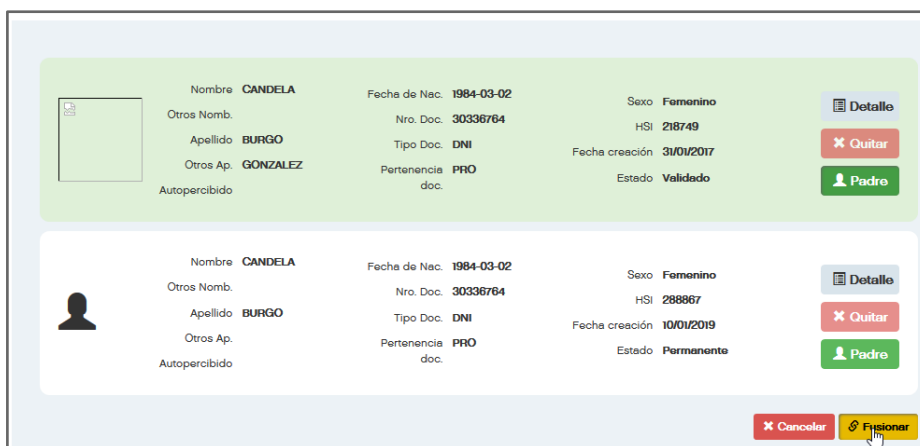 Nombre CANDELA
Otros Nomb.
Apellido BURGO
Otros Ap. GONZALEZ
Autopercibido
Fecha de Nac. 1984-03-02
Nro. Doc. 30336764
Tipo Doc. DNI
Pertenencia PRO
doc.
Sexo Femenino
HSI 218749
Fecha creación 31/01/2017
Estado Validado
Detalle
Quitar
Padre
Nombre CANDELA
Otros Nomb.
Apellido BURGO
Otros Ap.
Autopercibido
Fecha de Nac. 1984-03-02
Nro. Doc. 30336764
Tipo Doc. DNI
Pertenencia PRO
doc.
Sexo Femenino
HSI 288867
Fecha creación 10/01/2019
Estado Permanente
Detalle
Quitar
Padre
Cancelar
Fusionar